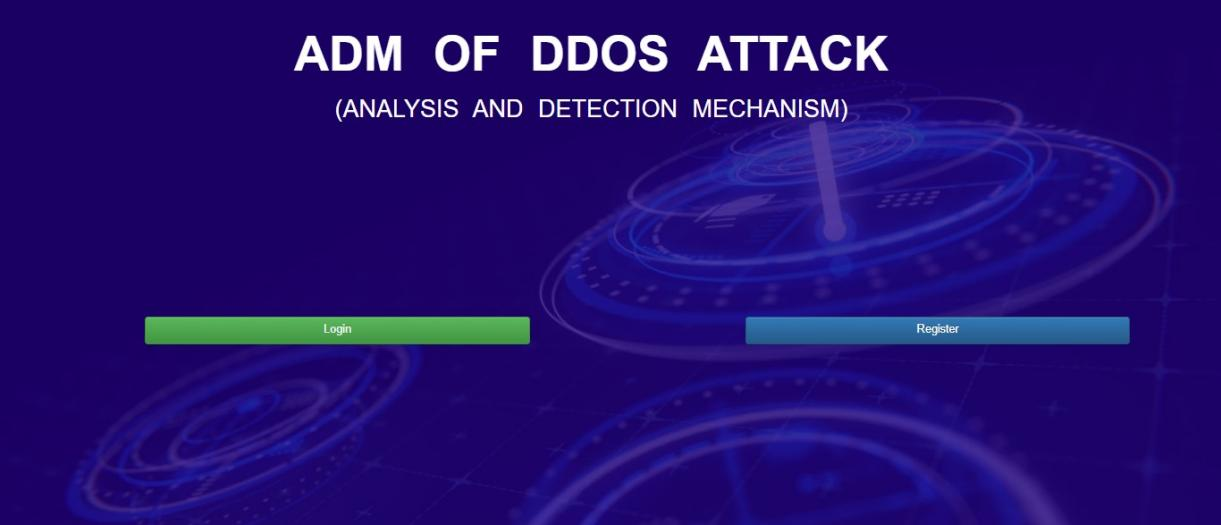 ADM OF DDOS ATTACK
(ANALYSIS AND DETECTION MECHANISM)
Login
Register